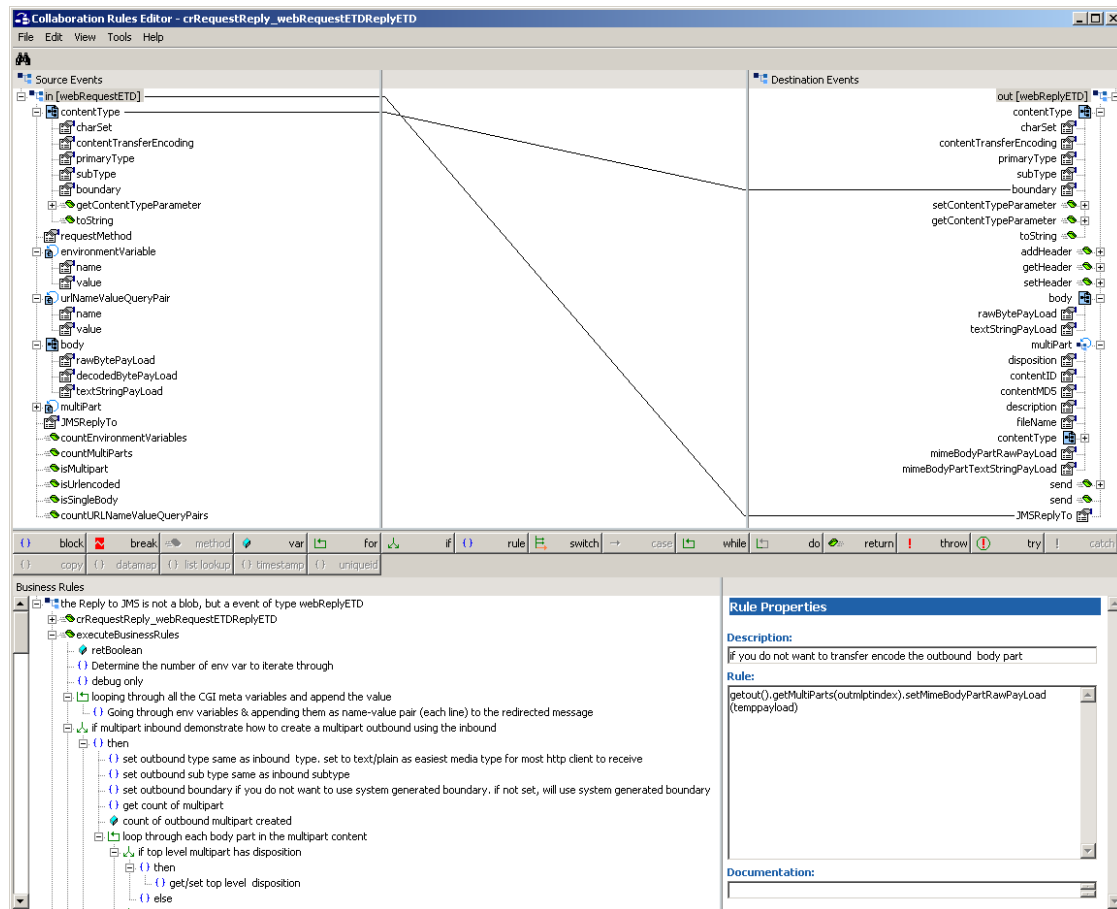 Collaboration Rules Editor - crRequestReply_webRequestETDReplyETD
File Edit View Tools Help
Source Events
in [webRequestETD]
contentType
charSet
contentTransferEncoding
primaryType
subType
boundary
getContentTypeParameter
toString
requestMethod
environmentVariable
name
value
urlNameValueQueryPair
name
value
body
rawBytePayLoad
decodedBytePayLoad
textStringPayLoad
multiPart
JMSReplyTo
countEnvironmentVariables
countMultiParts
isMultipart
isUrlencoded
isSingleBody
countURLNameValueQueryPairs
Destination Events
out [webReplyETD]
contentType
charSet
contentTransferEncoding
primaryType
subType
boundary
setContentTypeParameter
getContentTypeParameter
toString
addHeader
getHeader
setHeader
body
rawBytePayLoad
textStringPayLoad
multiPart
disposition
contentID
contentMD5
description
fileName
contentType
mimeBodyPartRawPayLoad
mimeBodyPartTextStringPayLoad
send
send
JMSReplyTo
{} block break method var for if {} rule switch case while do return ! throw try ! catch
{} copy {} datamap {} list lookup {} timestamp {} uniqueid
Business Rules
the Reply to JMS is not a blob, but a event of type webReplyETD
crRequestReply_webRequestETDReplyETD
executeBusinessRules
retBoolean
{} Determine the number of env var to iterate through
{} debug only
looping through all the CGI meta variables and append the value
{} Going through env variables & appending them as name-value pair (each line) to the redirected message
if multipart inbound demonstrate how to create a multipart outbound using the inbound
{} then
{} set outbound type same as inbound type. set to text/plain as easiest media type for most http client to receive
{} set outbound sub type same as inbound subtype
{} set outbound boundary if you do not want to use system generated boundary. if not set, will use system generated boundary
{} get count of multipart
count of outbound multipart created
loop through each body part in the multipart content
if top level multipart has disposition
{} then
{} get/set top level disposition
{} else
Rule Properties
Description:
if you do not want to transfer encode the outbound body part
Rule:
getout().getMultiParts(outmlptindex).setMimeBodyPartRawPayLoad
(temppayload)
Documentation: